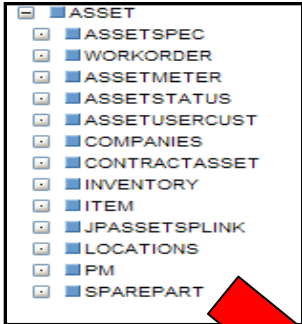 ASSET
ASSETSPEC
WORKORDER
ASSETMETER
ASSETSTATUS
ASSETUSERCUST
COMPANIES
CONTRACTASSET
INVENTORY
ITEM
JPASSETSPLINK
LOCATIONS
PM
SPAREPART